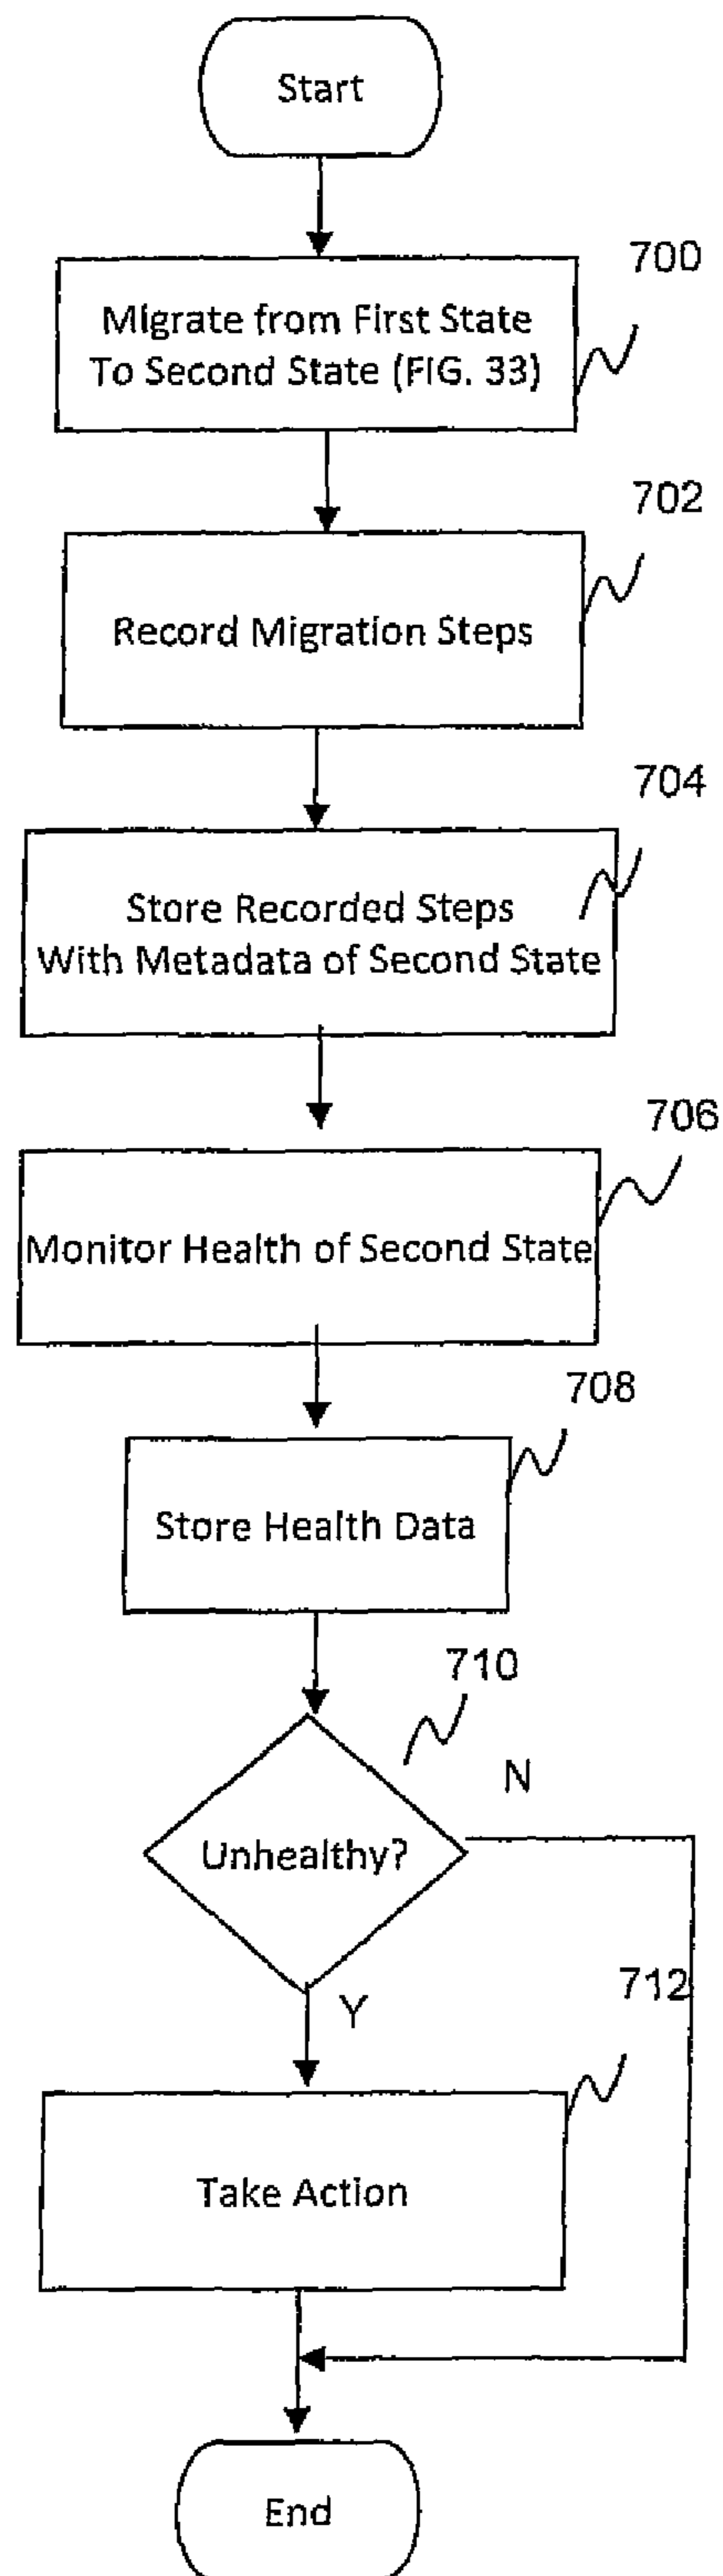 Start
700
Migrate from First State
To Second State (FIG. 33)
702
Record Migration Steps
704
Store Recorded Steps
With Metadata of Second State
706
Monitor Health of Second State
708
Store Health Data
710
N
Unhealthy?
Y
712
Take Action
End